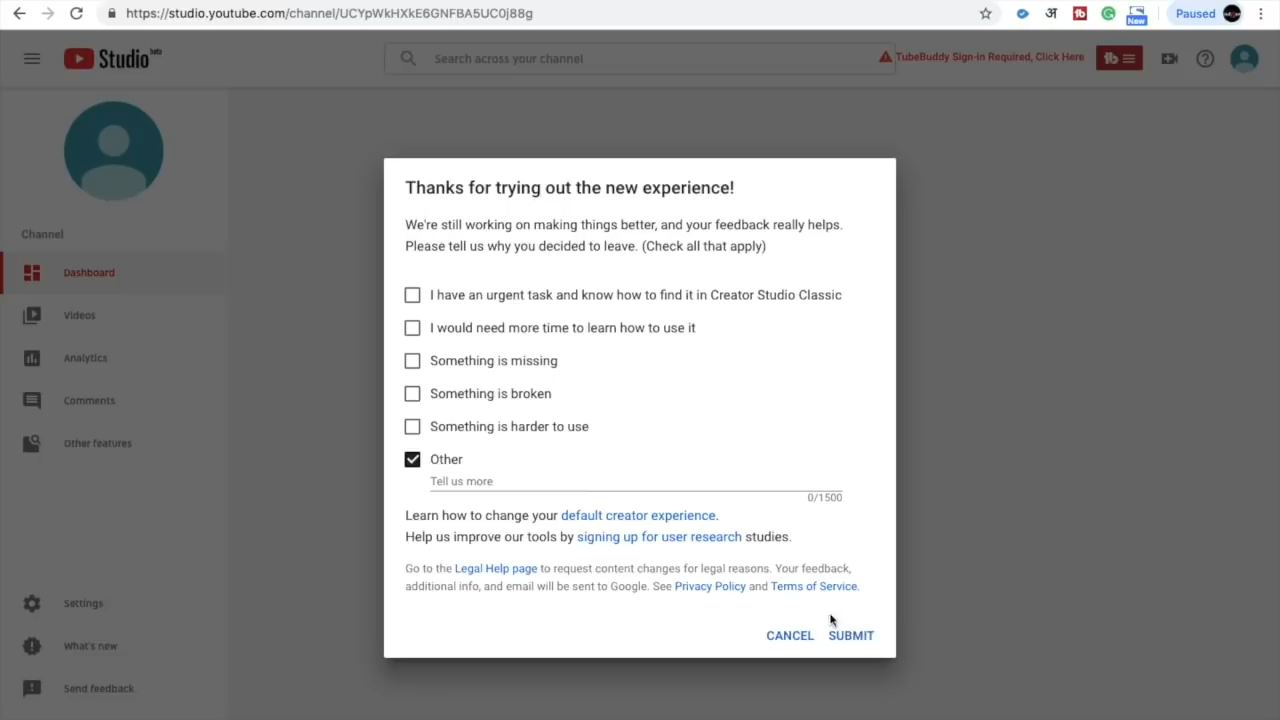 https://studio.youtube.com/channel/UCYpWkHXkE6GNFBA5UC0j88g
अ
tb
G
New
Paused
Studio beta
Search across your channel
TubeBuddy Sign-in Required, Click Here
tb
Channel
Dashboard
Videos
Analytics
Comments
Other features
Settings
What's new
Send feedback
Thanks for trying out the new experience!
We're still working on making things better, and your feedback really helps.
Please tell us why you decided to leave. (Check all that apply)
I have an urgent task and know how to find it in Creator Studio Classic
I would need more time to learn how to use it
Something is missing
Something is broken
Something is harder to use
Other
Tell us more
0/1500
Learn how to change your default creator experience.
Help us improve our tools by signing up for user research studies.
Go to the Legal Help page to request content changes for legal reasons. Your feedback,
additional info, and email will be sent to Google. See Privacy Policy and Terms of Service.
CANCEL SUBMIT